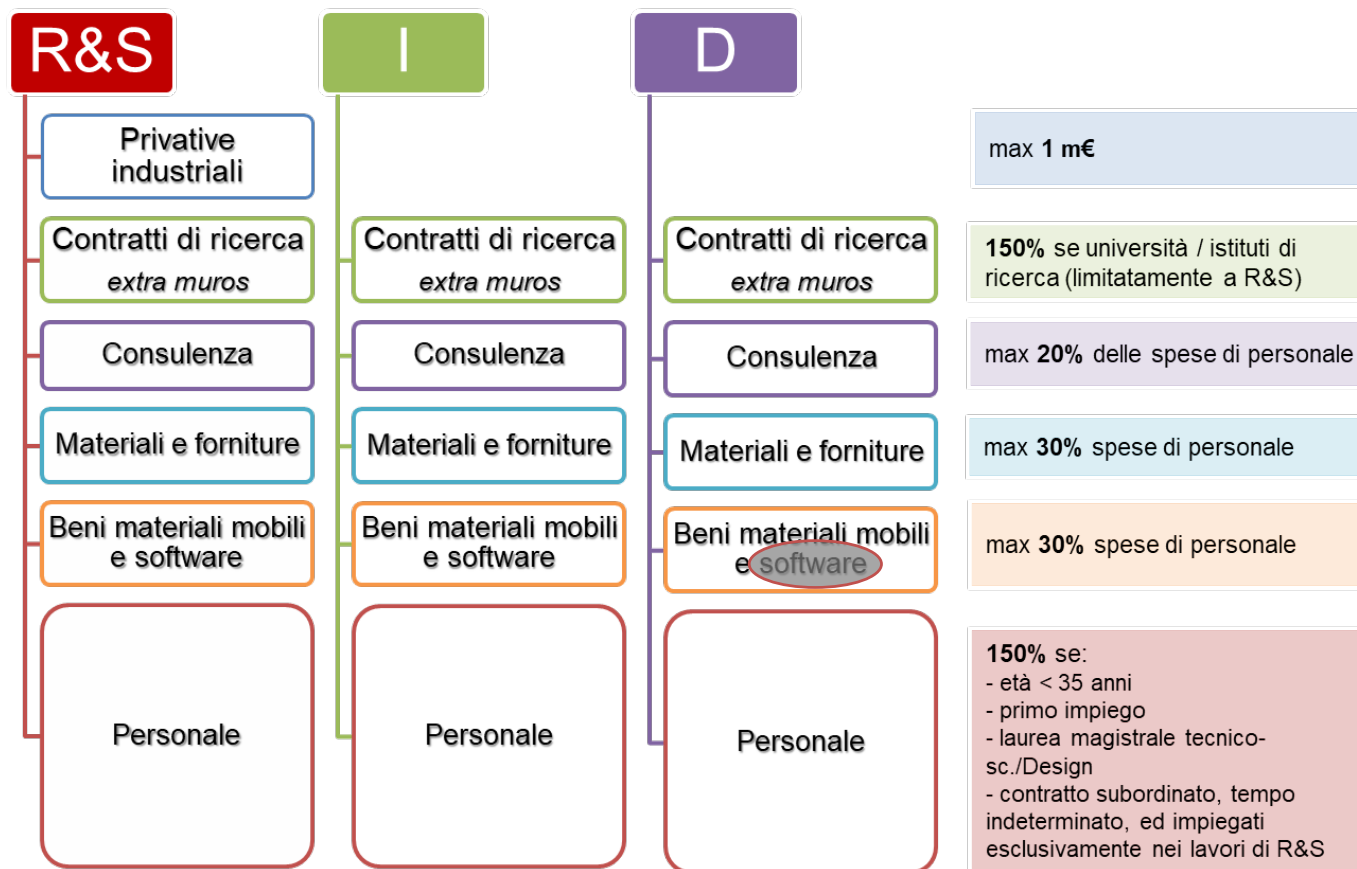 R&S
I
D
Privative
industriali
max 1 m€
Contratti di ricerca
extra muros
Contratti di ricerca
extra muros
Contratti di ricerca
extra muros
150% se università / istituti di
ricerca (limitatamente a R&S)
Consulenza
Consulenza
Consulenza
max 20% delle spese di personale
Materiali e forniture
Materiali e forniture
Materiali e forniture
max 30% spese di personale
Beni materiali mobili
e software
Beni materiali mobili
e software
Beni materiali mobili
e software
max 30% spese di personale
Personale
Personale
Personale
150% se:
- età < 35 anni
- primo impiego
- laurea magistrale tecnico-
sc./Design
- contratto subordinato, tempo
indeterminato, ed impiegati
esclusivamente nei lavori di R&S